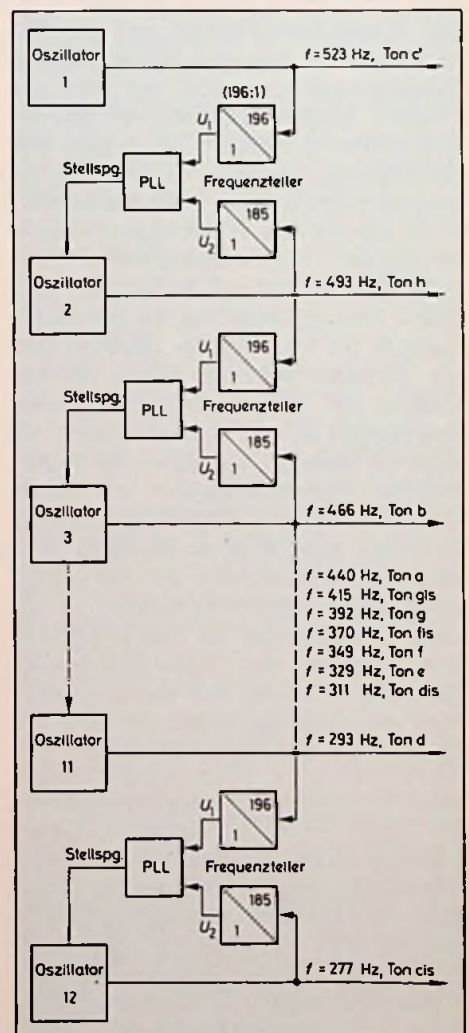 Oszillator
1
f = 523 Hz, Ton c'
(196:1)
U1
196
1
Stellspg.
PLL
Frequenzteiler
U2
185
1
Oszillator
2
f = 493 Hz, Ton h
U1
196
1
Stellspg.
PLL
Frequenzteiler
U2
185
1
Oszillator
3
f = 466 Hz, Ton b
f = 440 Hz, Ton a
f = 415 Hz, Ton gis
f = 392 Hz, Ton g
f = 370 Hz, Ton fis
f = 349 Hz, Ton f
f = 329 Hz, Ton e
f = 311 Hz, Ton dis
Oszillator
11
f = 293 Hz, Ton d
U1
196
1
Stellspg.
PLL
Frequenzteiler
U2
185
1
Oszillator
12
f = 277 Hz, Ton cis